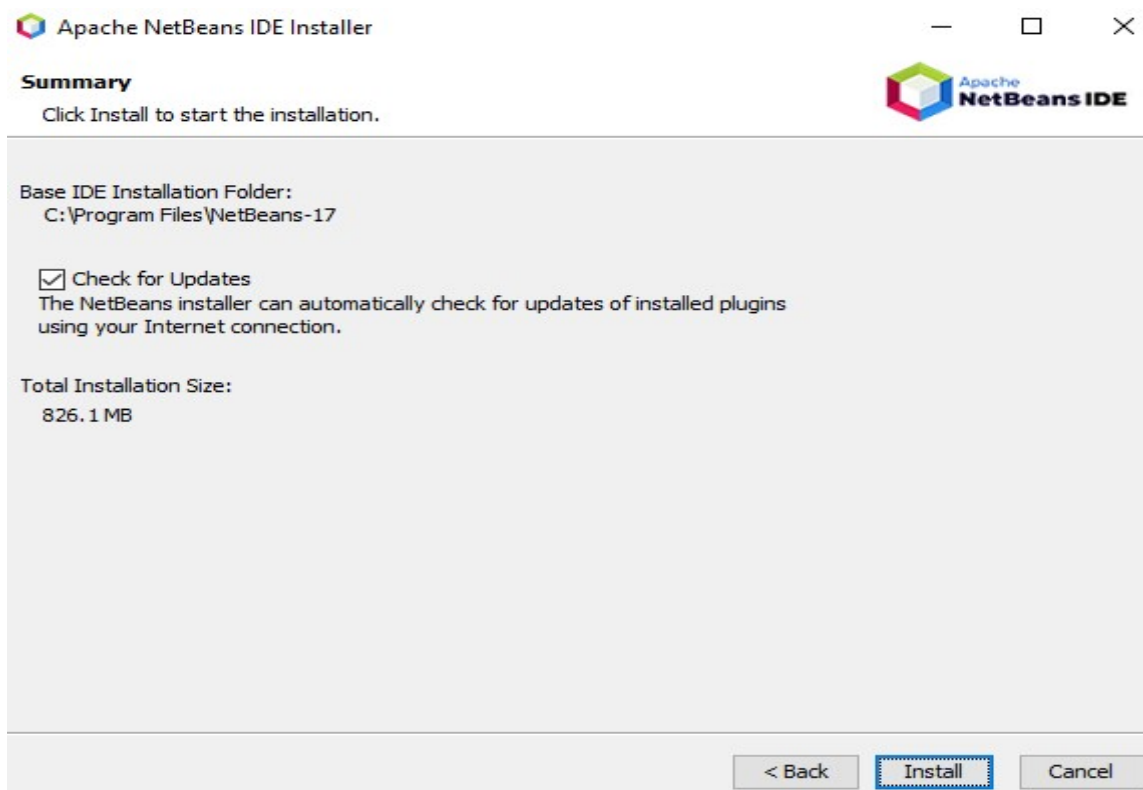 Apache NetBeans IDE Installer
Summary
Click Install to start the installation.
Apache
NetBeans IDE
Base IDE Installation Folder:
C:\Program Files\NetBeans-17
Check for Updates
The NetBeans installer can automatically check for updates of installed plugins
using your Internet connection.
Total Installation Size:
826.1 MB
< Back Install Cancel